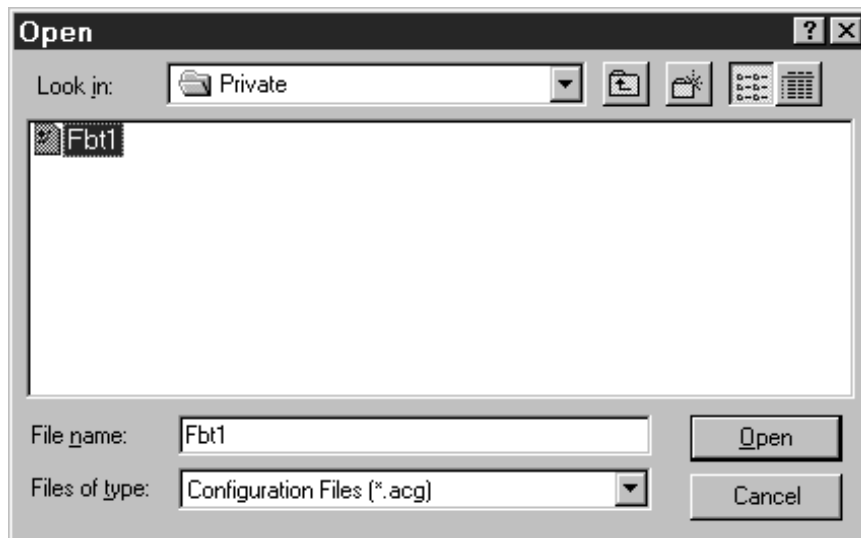 Open
Look in: Private
Fbt1
File name: Fbt1
Open
Files of type: Configuration Files (*.acg)
Cancel